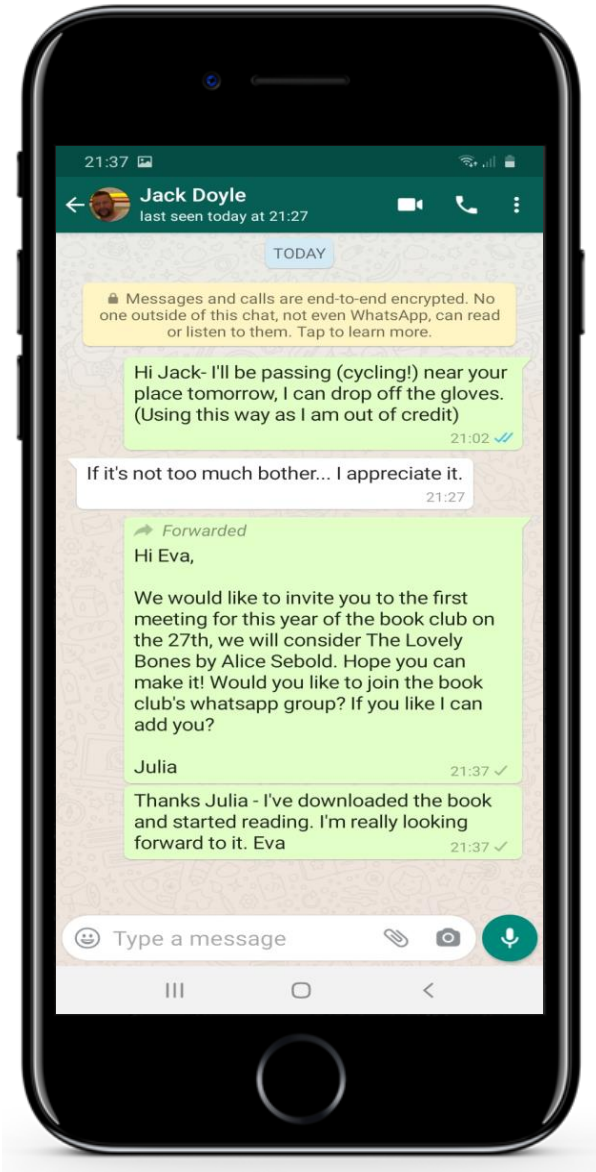 21:37
Jack Doyle
last seen today at 21:27
TODAY
Messages and calls are end-to-end encrypted. No
one outside of this chat, not even WhatsApp, can read
or listen to them. Tap to learn more.
Hi Jack- I'll be passing (cycling!) near your
place tomorrow, I can drop off the gloves.
(Using this way as I am out of credit)
21:02
If it's not too much bother... I appreciate it.
21:27
Forwarded
Hi Eva,
We would like to invite you to the first
meeting for this year of the book club on
the 27th, we will consider The Lovely
Bones by Alice Sebold. Hope you can
make it! Would you like to join the book
club's whatsapp group? If you like I can
add you?
Julia
21:37
Thanks Julia - I've downloaded the book
and started reading. I'm really looking
forward to it. Eva
21:37
Type a message